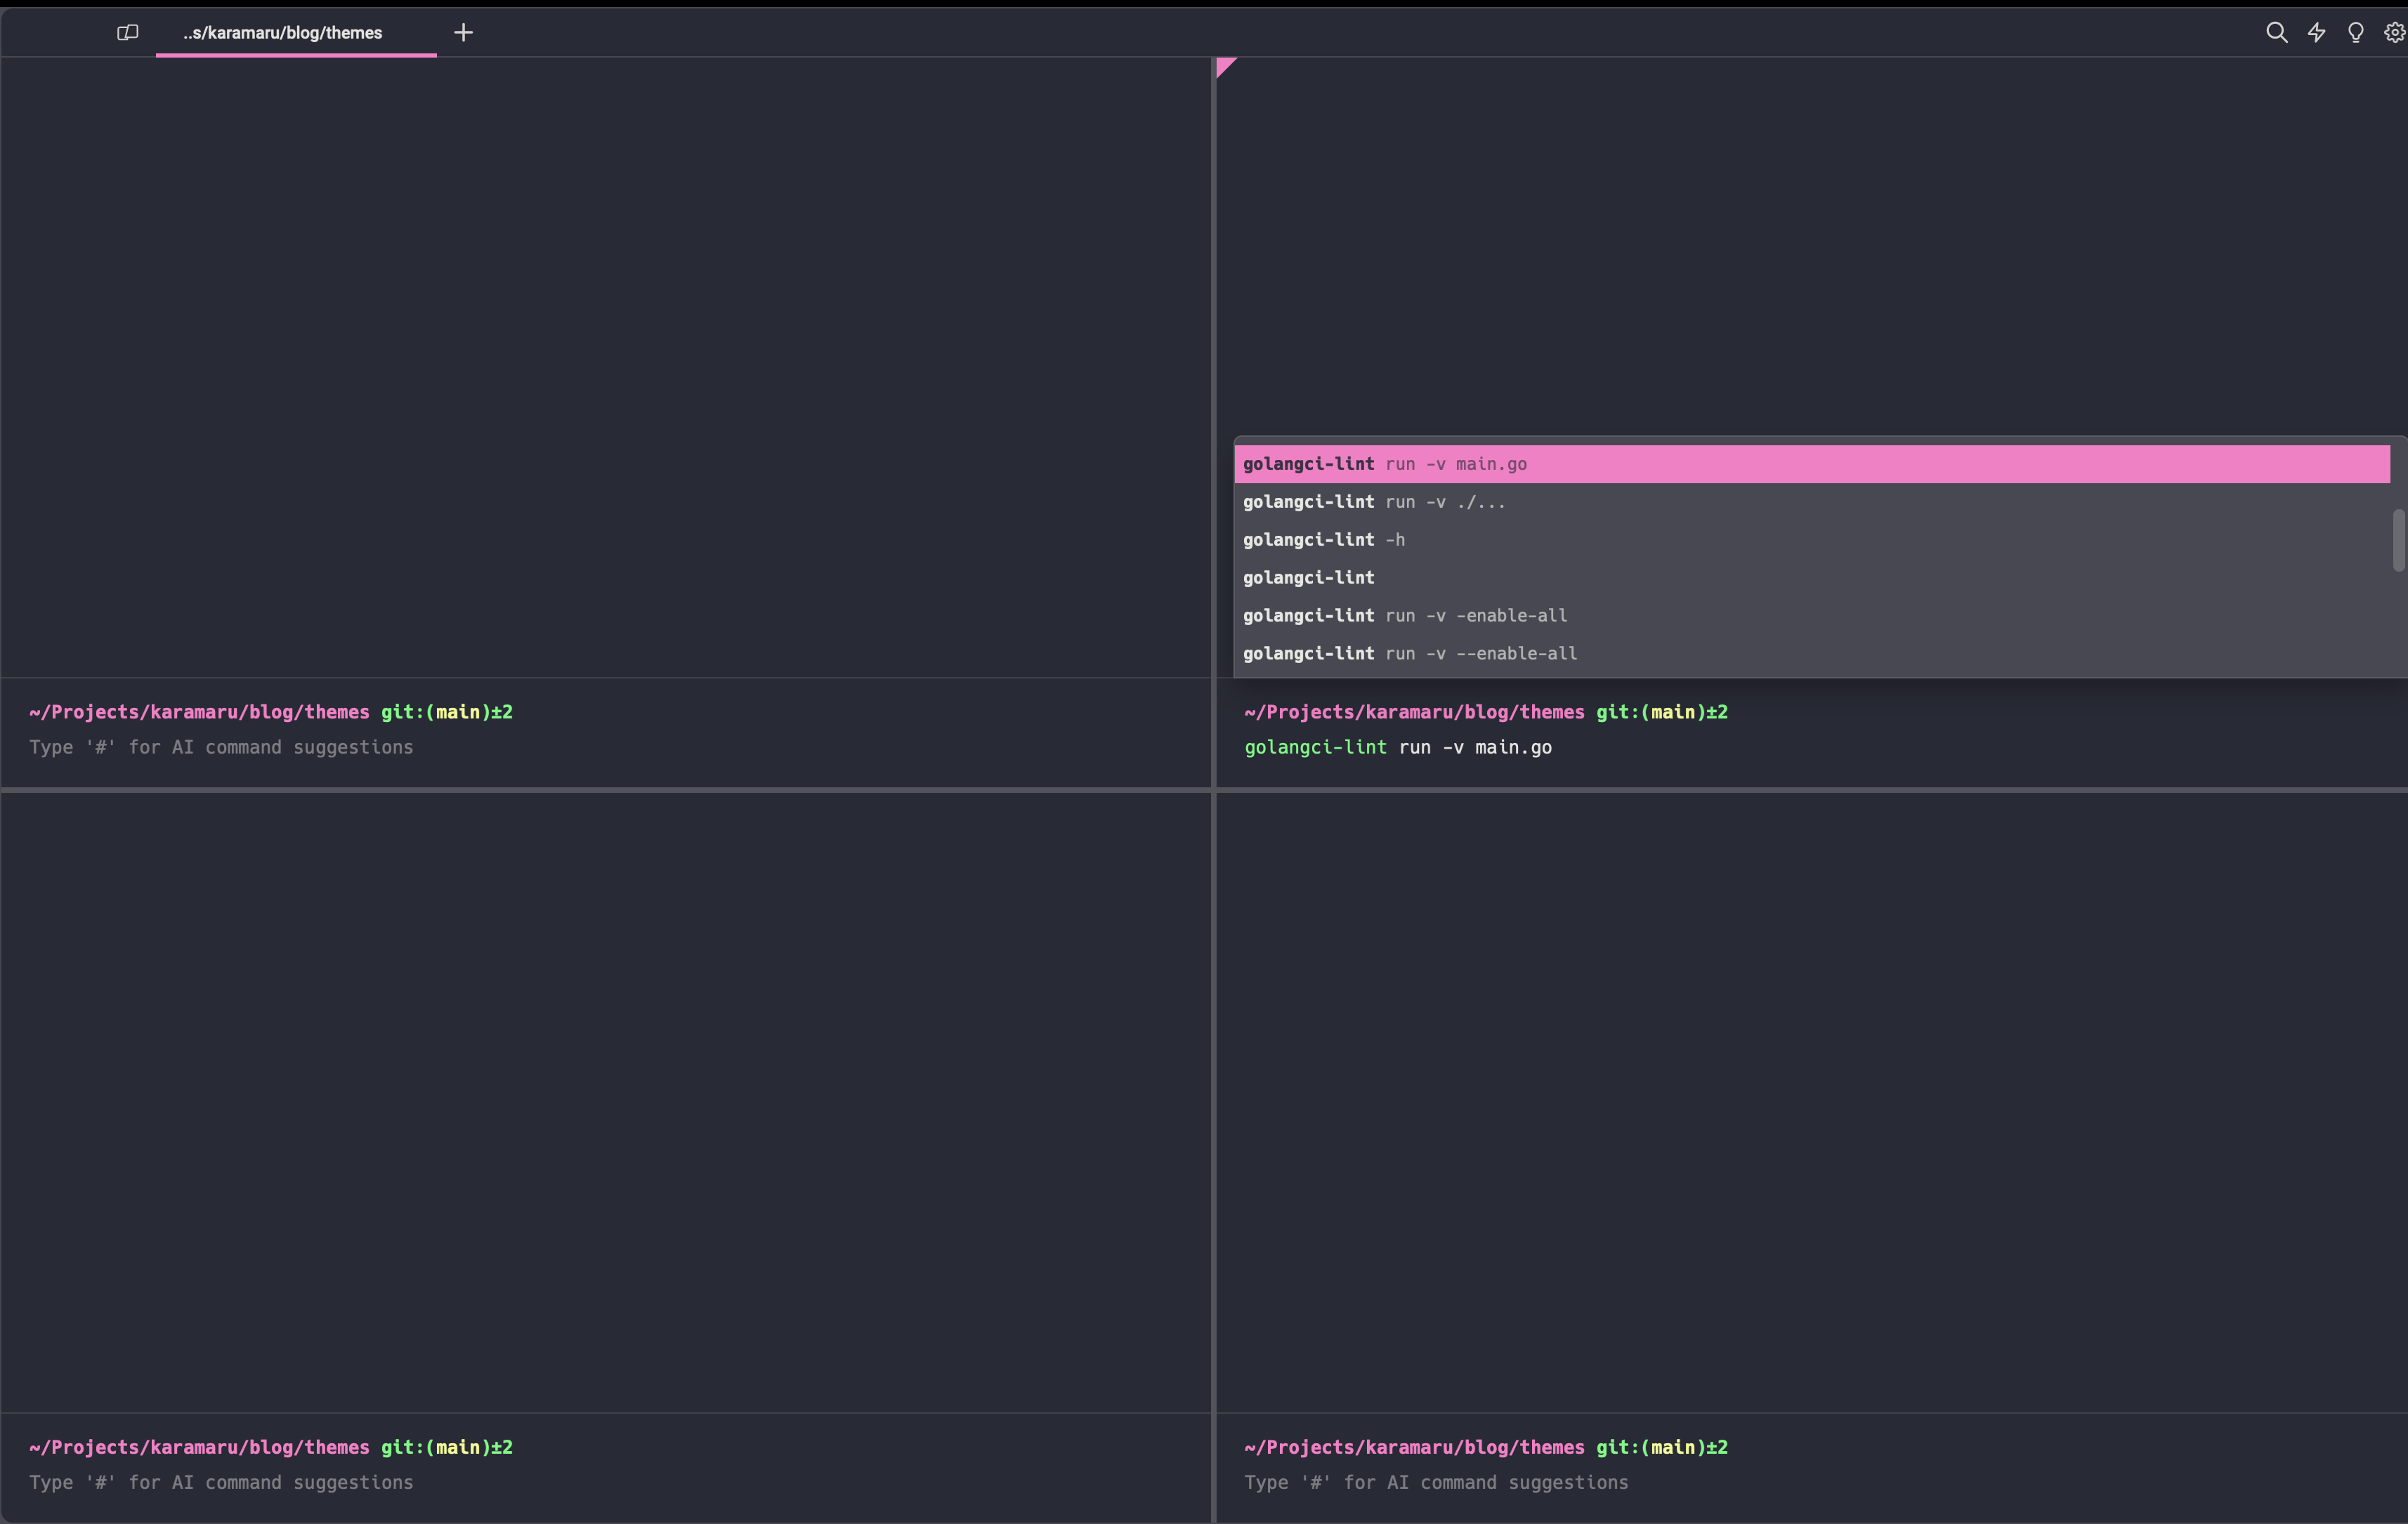 ..s/karamaru/blog/themes
~/Projects/karamaru/blog/themes git:(main)±2
Type '#' for AI command suggestions
golangci-lint run -v main.go
golangci-lint run -v ./...
golangci-lint -h
golangci-lint
golangci-lint run -v -enable-all
golangci-lint run -v --enable-all
~/Projects/karamaru/blog/themes git:(main)±2
golangci-lint run -v main.go
~/Projects/karamaru/blog/themes git:(main)±2
Type '#' for AI command suggestions
~/Projects/karamaru/blog/themes git:(main)±2
Type '#' for AI command suggestions